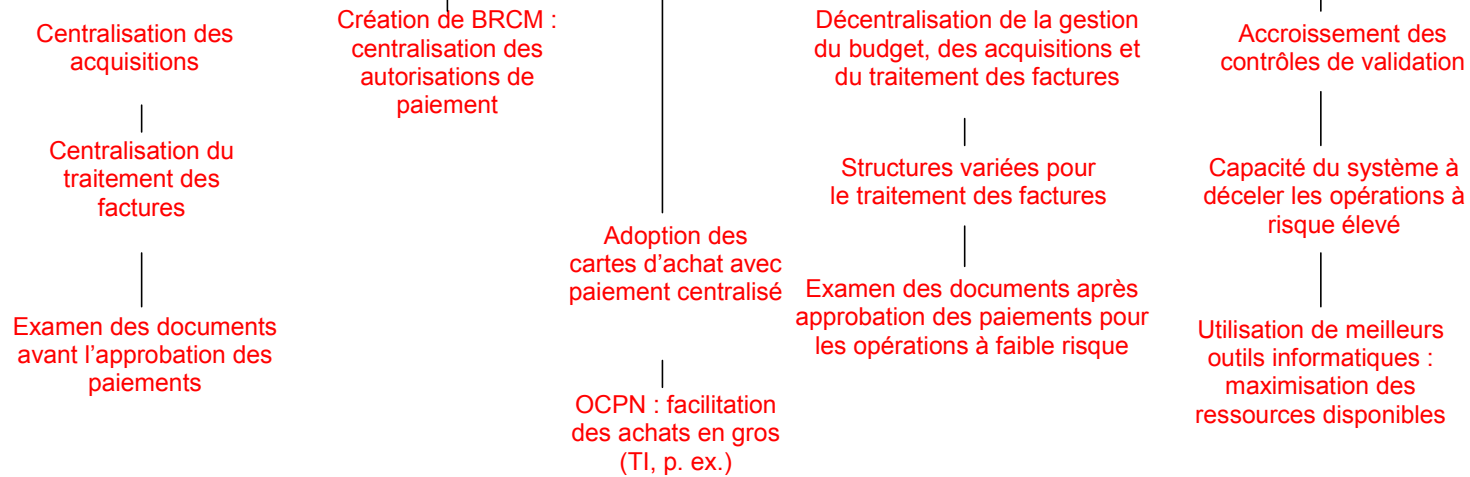 Centralisation des
acquisitions
Centralisation du
traitement des
factures
Examen des documents
avant l’approbation des
paiements
Création de BRCM :
centralisation des
autorisations de
paiement
Adoption des
cartes d’achat avec
paiement centralisé
OCPN : facilitation
des achats en gros
(TI, p. ex.)
Décentralisation de la gestion
du budget, des acquisitions et
du traitement des factures
Structures variées pour
le traitement des factures
Examen des documents après
approbation des paiements pour
les opérations à faible risque
Accroissement des
contrôles de validation
Capacité du système à
déceler les opérations à
risque élevé
Utilisation de meilleurs
outils informatiques :
maximisation des
ressources disponibles